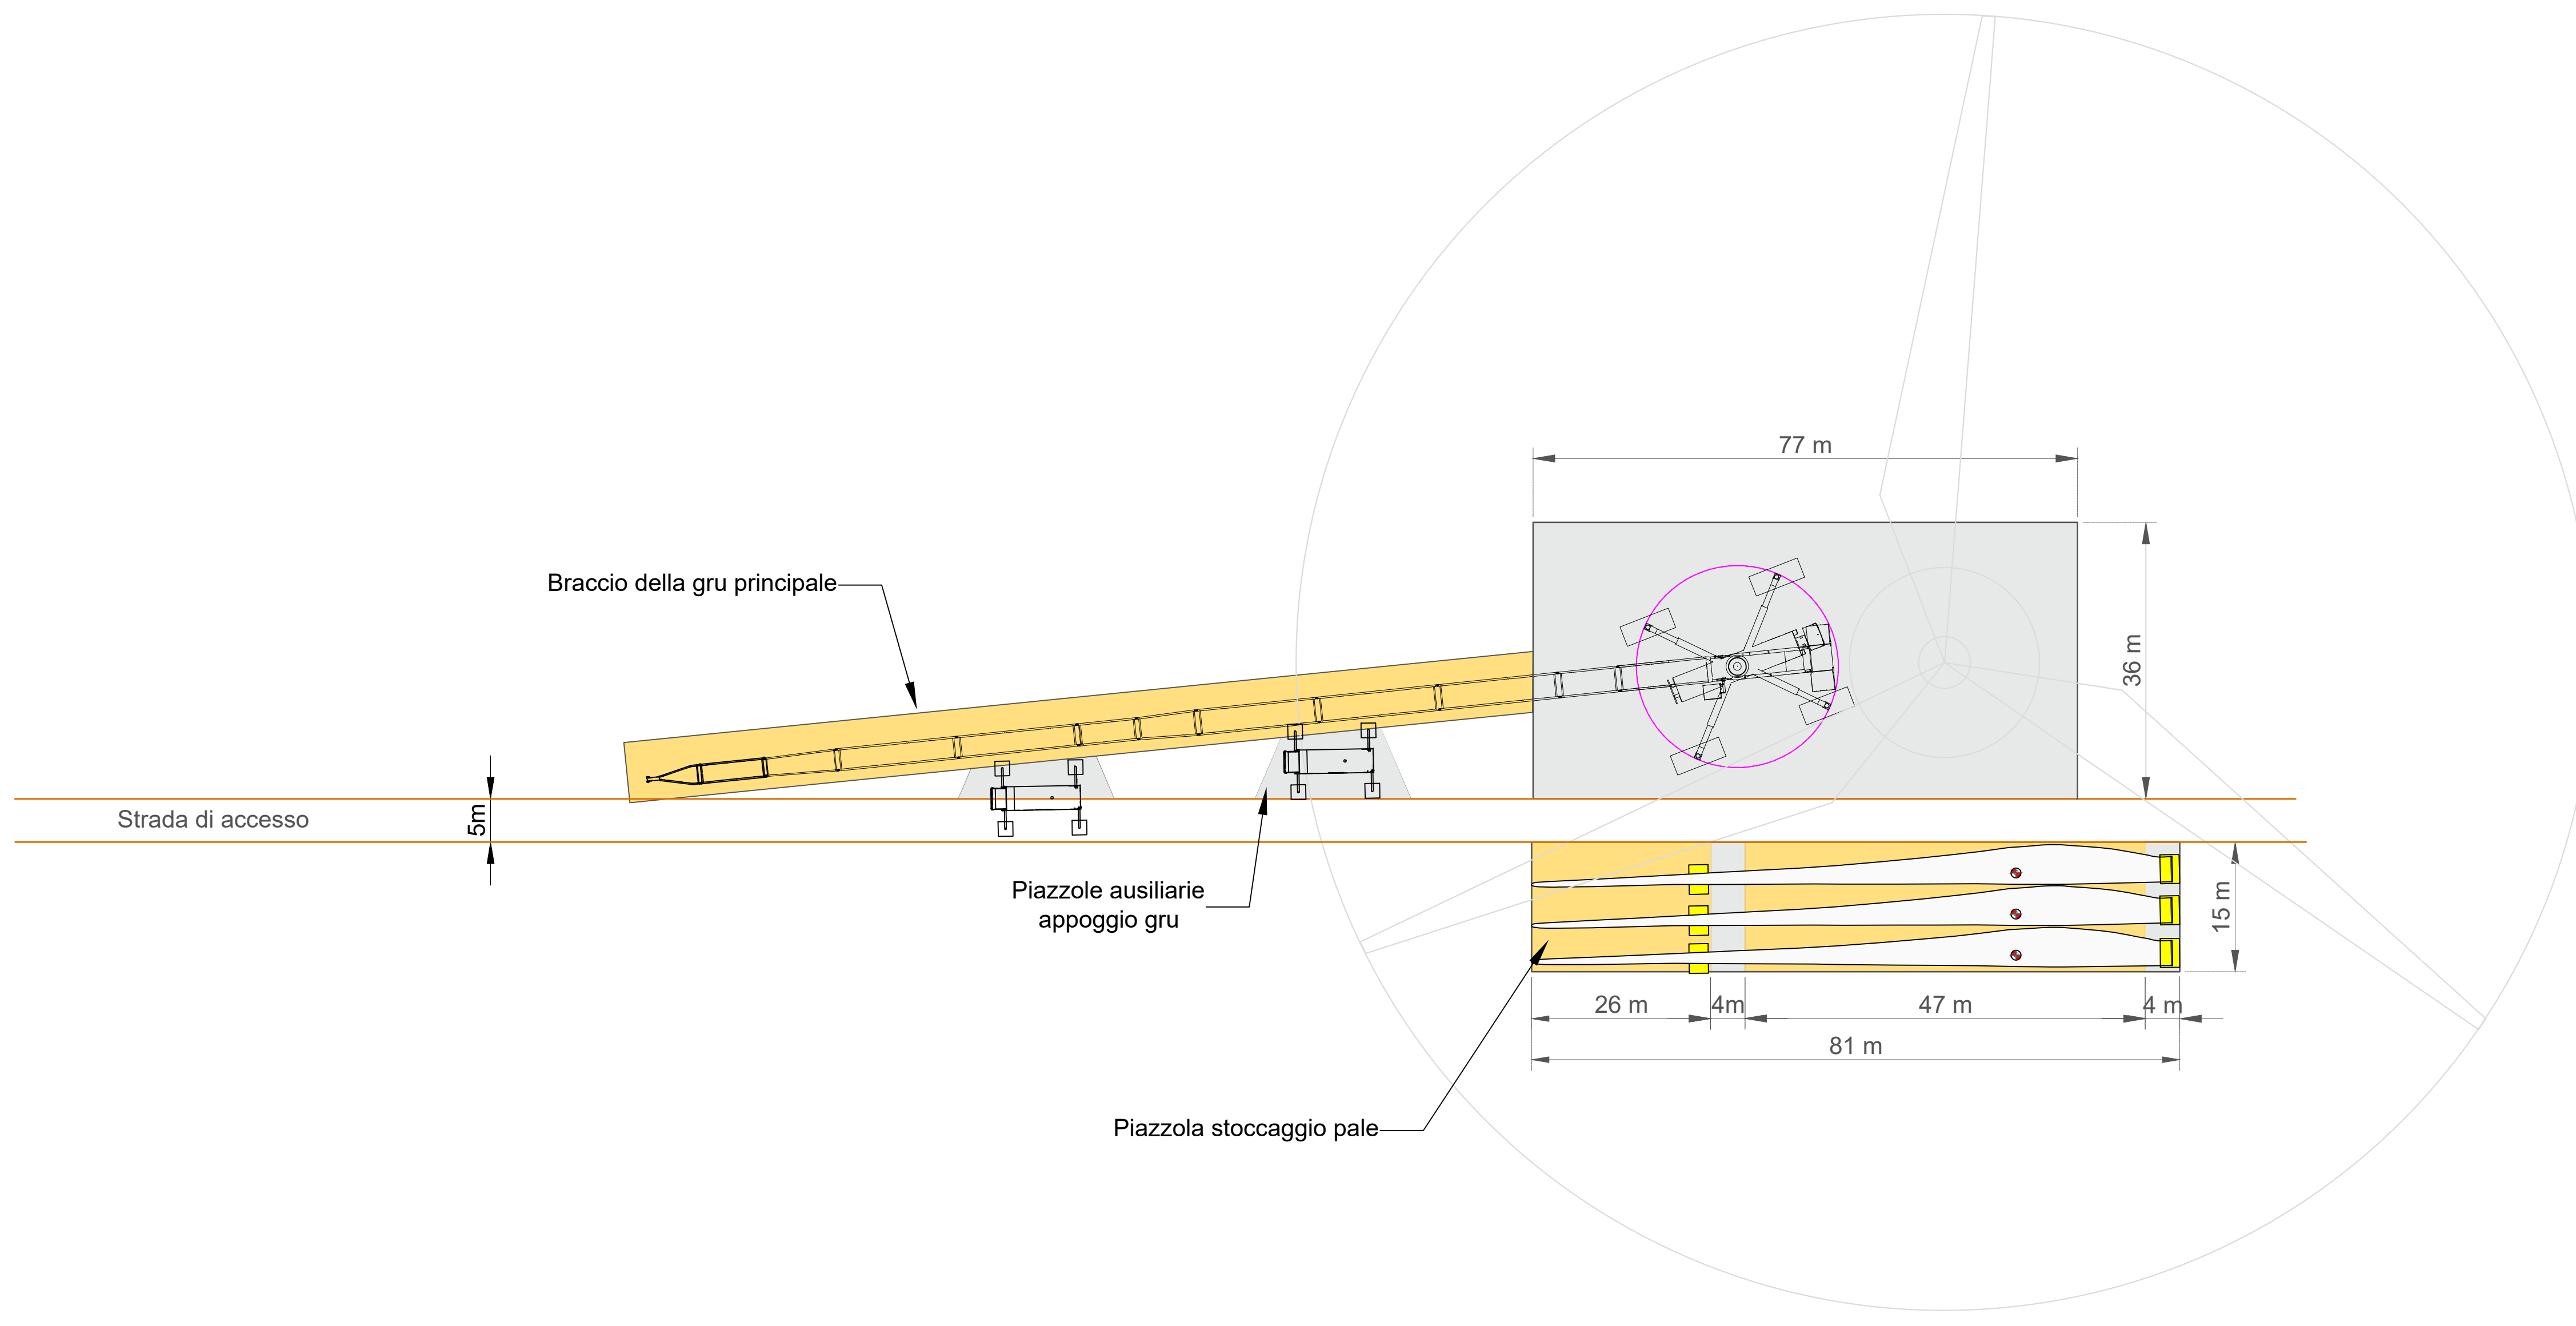 77 m
36 m
Braccio della gru principale
Strada di accesso
5m
Piazzole ausiliarie
appoggio gru
15 m
26 m
4m
47 m
4 m
81 m
Piazzola stoccaggio pale